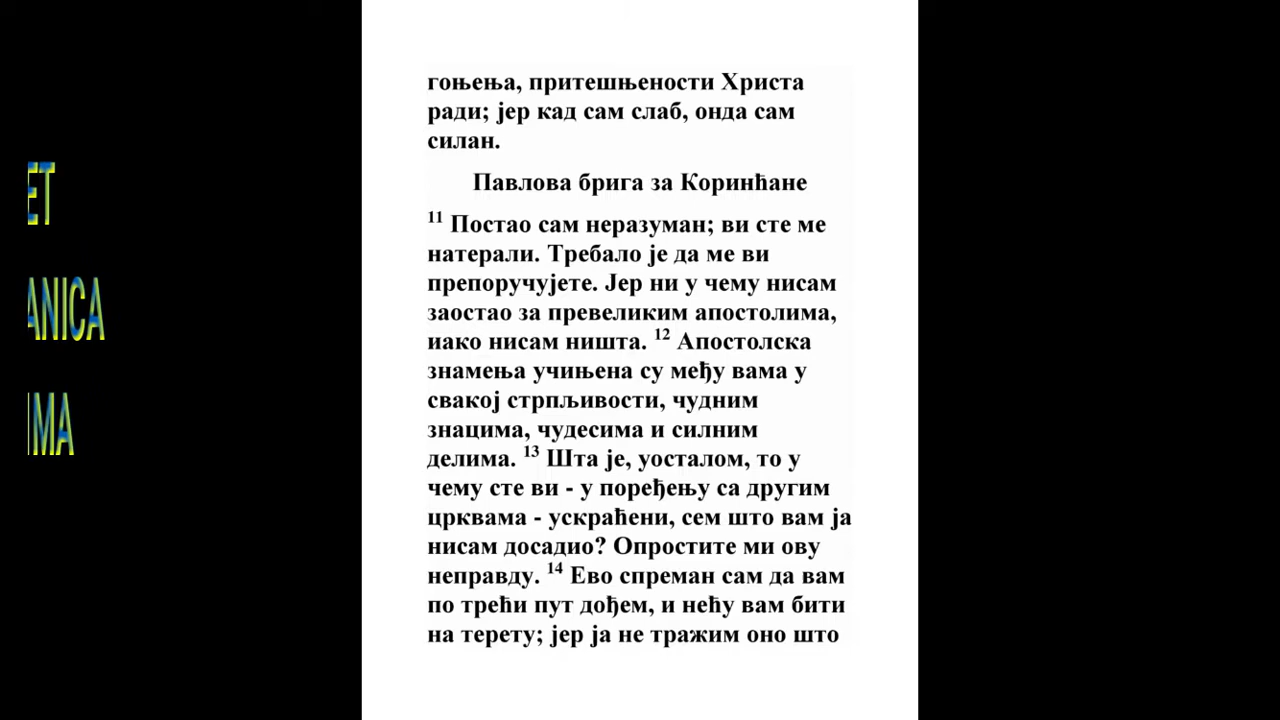 ET
ANICA
IMA
гоњења, притешњености Христа
ради; јер кад сам слаб, онда сам
силан.
Павлова брига за Коринћане
11 Постао сам неразуман; ви сте ме
натерали. Требало је да ме ви
препоручујете. Јер ни у чему нисам
заостао за превеликим апостолима,
иако нисам ништа. 12 Апостолска
знамења учињена су међу вама у
свакој стрпљивости, чудним
знацима, чудесима и силним
делима. 13 Шта је, уосталом, то у
чему сте ви - у поређењу са другим
црквама - ускраћени, сем што вам ја
нисам досадио? Опростите ми ову
неправду. 14 Ево спреман сам да вам
по трећи пут дођем, и нећу вам бити
на терету; јер ја не тражим оно што